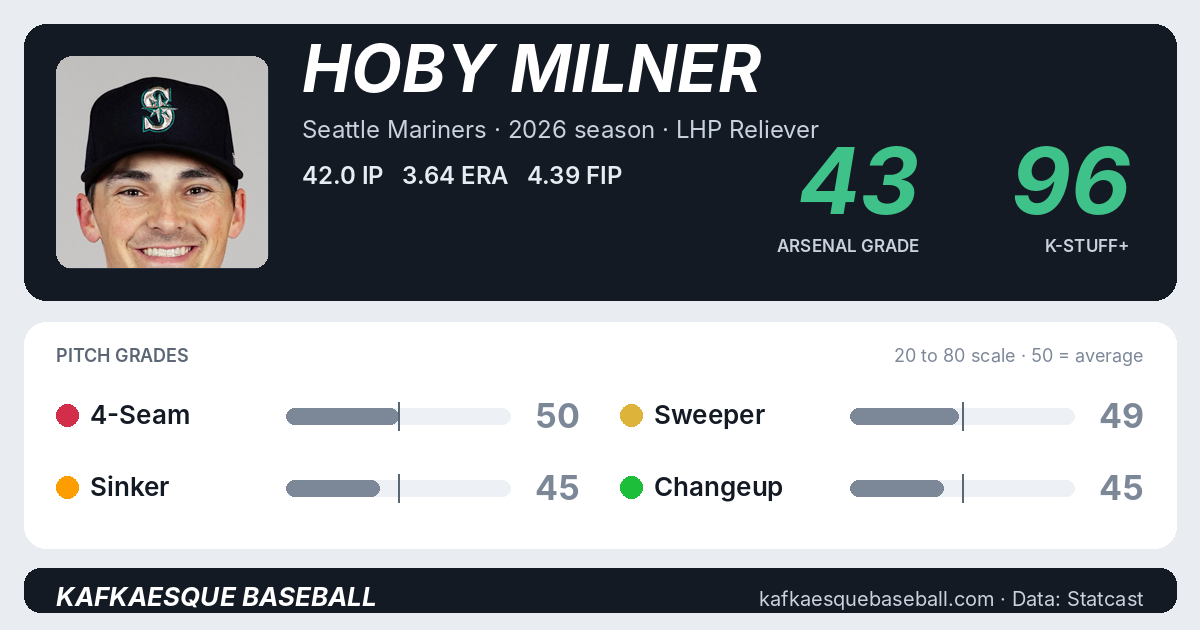 HOBY MILNER
Seattle Mariners · 2026 season · LHP Reliever
42.0 IP 3.64 ERA 4.39 FIP
43 96
ARSENAL GRADE K-STUFF+
PITCH GRADES 20 to 80 scale · 50 = average
4-Seam 50 Sweeper 49
Sinker 45 Changeup 45
KAFKAESQUE BASEBALL kafkaesquebaseball.com · Data: Statcast